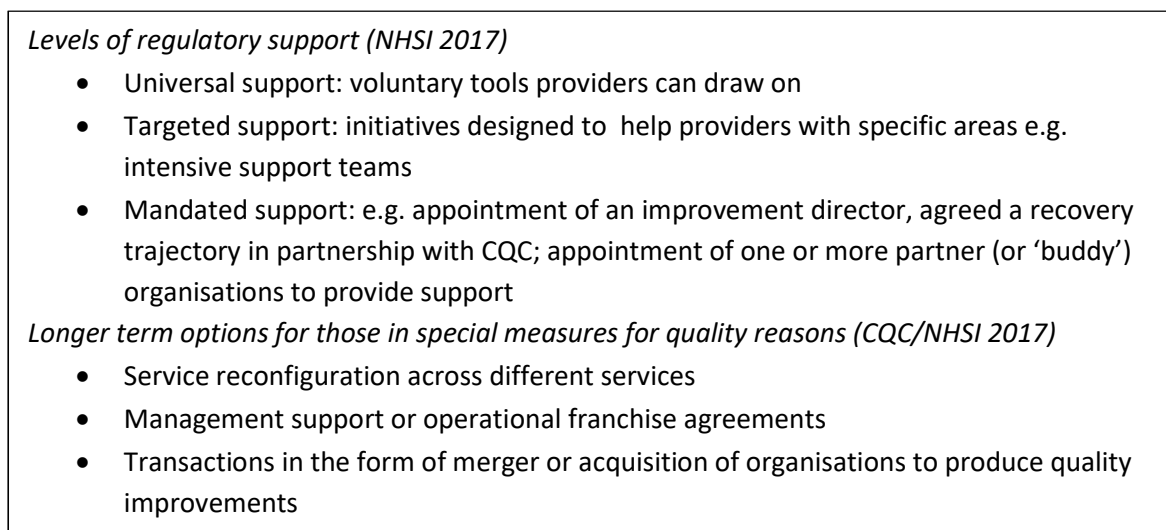 Levels of regulatory support (NHSI 2017)
• Universal support: voluntary tools providers can draw on
• Targeted support: initiatives designed to  help providers with specific areas e.g.
intensive support teams
• Mandated support: e.g. appointment of an improvement director, agreed a recovery
trajectory in partnership with CQC; appointment of one or more partner (or ‘buddy’)
organisations to provide support
Longer term options for those in special measures for quality reasons (CQC/NHSI 2017)
• Service reconfiguration across different services
• Management support or operational franchise agreements
• Transactions in the form of merger or acquisition of organisations to produce quality
improvements